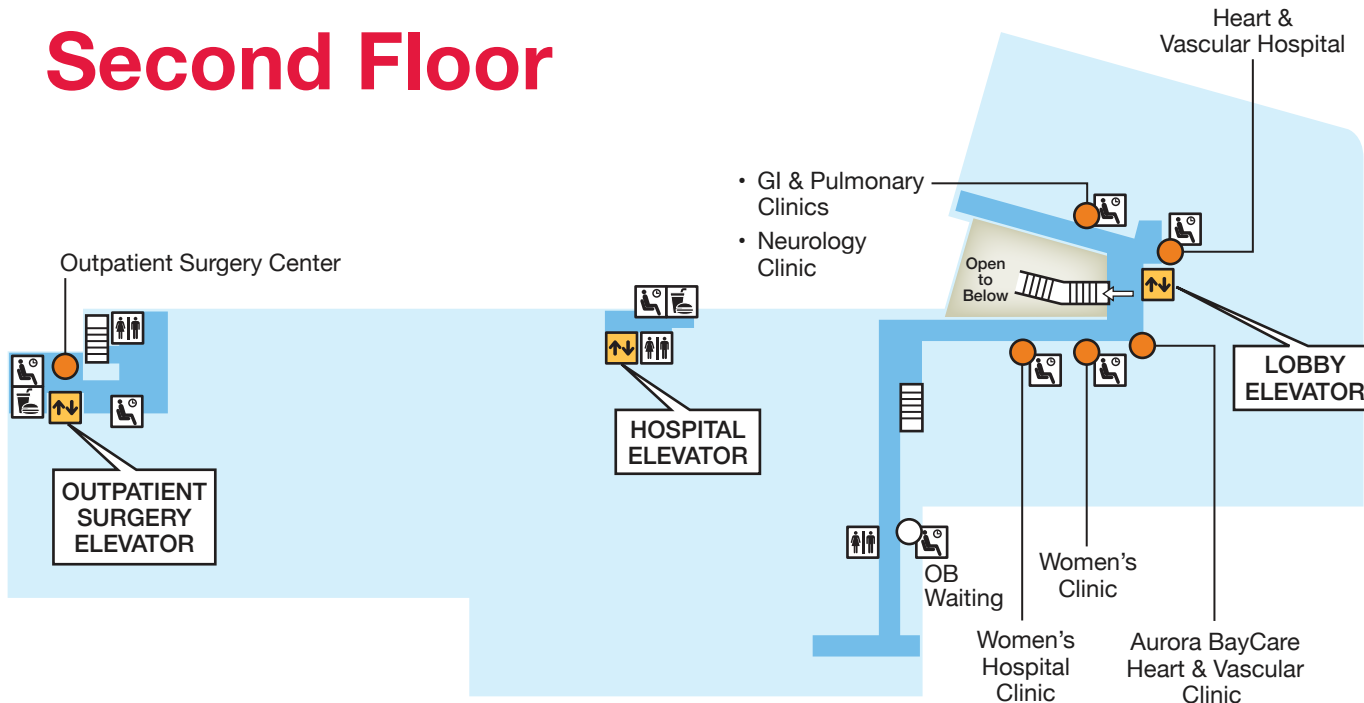 Second Floor
Heart &
Vascular Hospital
• GI & Pulmonary
Clinics
• Neurology
Clinic
Outpatient Surgery Center
Open
to
Below
LOBBY
ELEVATOR
HOSPITAL
ELEVATOR
OUTPATIENT
SURGERY
ELEVATOR
OB
Waiting
Women's
Clinic
Women's
Hospital
Clinic
Aurora BayCare
Heart & Vascular
Clinic